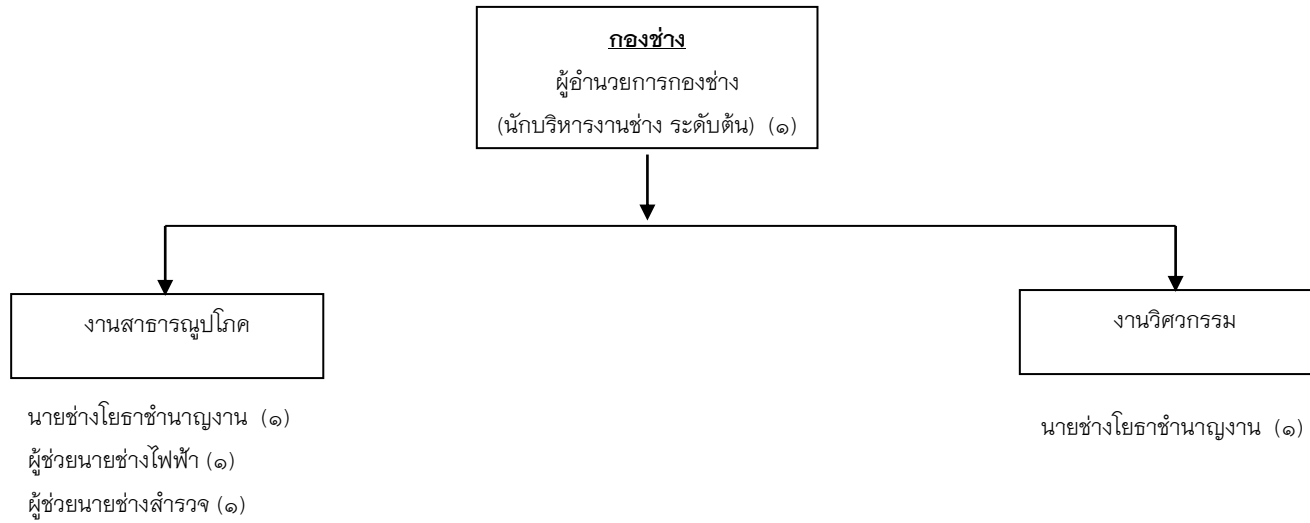 กองช่าง
ผู้อำนวยการกองช่าง
(นักบริหารงานช่าง ระดับต้น) (๑)
งานสาธารณูปโภค
งานวิศวกรรม
นายช่างโยธาชำนาญงาน (๑)
ผู้ช่วยนายช่างไฟฟ้า (๑)
ผู้ช่วยนายช่างสำรวจ (๑)
นายช่างโยธาชำนาญงาน (๑)